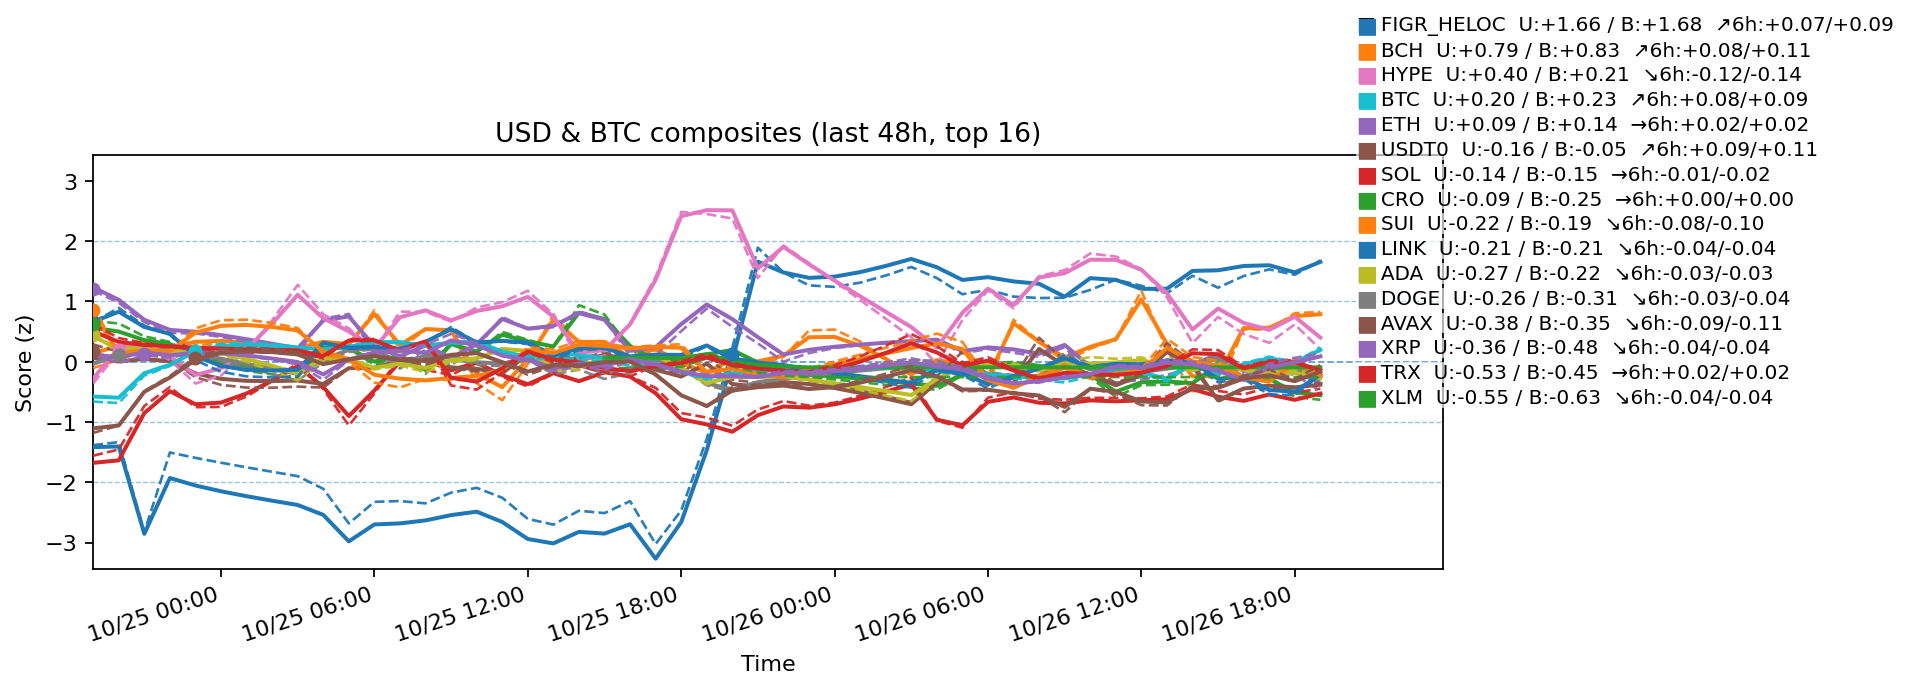 FIGR_HELOC  U:+1.66 / B:+1.68  ↗6h:+0.07/+0.09
BCH  U:+0.79 / B:+0.83  ↗6h:+0.08/+0.11
HYPE  U:+0.40 / B:+0.21  ↘6h:-0.12/-0.14
BTC  U:+0.20 / B:+0.23  ↗6h:+0.08/+0.09
ETH  U:+0.09 / B:+0.14  →6h:+0.02/+0.02
USDT0  U:-0.16 / B:-0.05  ↗6h:+0.09/+0.11
SOL  U:-0.14 / B:-0.15  →6h:-0.01/-0.02
CRO  U:-0.09 / B:-0.25  →6h:+0.00/+0.00
SUI  U:-0.22 / B:-0.19  ↘6h:-0.08/-0.10
LINK  U:-0.21 / B:-0.21  ↘6h:-0.04/-0.04
ADA  U:-0.27 / B:-0.22  ↘6h:-0.03/-0.03
DOGE  U:-0.26 / B:-0.31  ↘6h:-0.03/-0.04
AVAX  U:-0.38 / B:-0.35  ↘6h:-0.09/-0.11
XRP  U:-0.36 / B:-0.48  ↘6h:-0.04/-0.04
TRX  U:-0.53 / B:-0.45  →6h:+0.02/+0.02
XLM  U:-0.55 / B:-0.63  ↘6h:-0.04/-0.04
USD & BTC composites (last 48h, top 16)
Score (z)
3
2
1
0
−1
−2
−3
10/25 00:00
10/25 06:00
10/25 12:00
10/25 18:00
10/26 00:00
10/26 06:00
10/26 12:00
10/26 18:00
Time